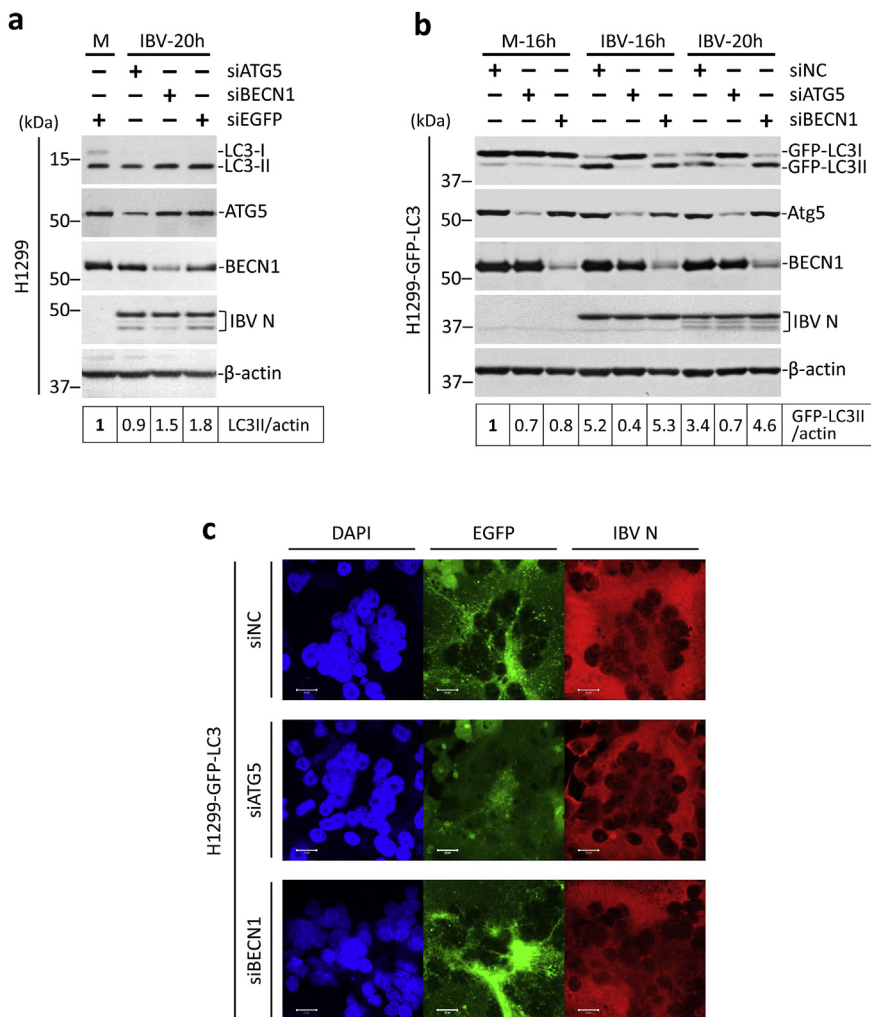 a
M IBV-20h
– + – – siATG5
– – + – siBECN1
(kDa) + – – + siEGFP
H1299
15– -LC3-I
-LC3-II
50– -ATG5
50– -BECN1
50– IBV N
37– -β-actin
1 0.9 1.5 1.8 LC3II/actin
b
M-16h IBV-16h IBV-20h
+ – – + – – + – – siNC
– + – – + – – + – siATG5
(kDa) – – + – – + – – + siBECN1
H1299-GFP-LC3
-GFP-LC3I
37– -GFP-LC3II
50– -Atg5
50– -BECN1
37– IBV N
37– -β-actin
1 0.7 0.8 5.2 0.4 5.3 3.4 0.7 4.6 GFP-LC3II
/actin
c
DAPI EGFP IBV N
H1299-GFP-LC3
siNC
siATG5
siBECN1